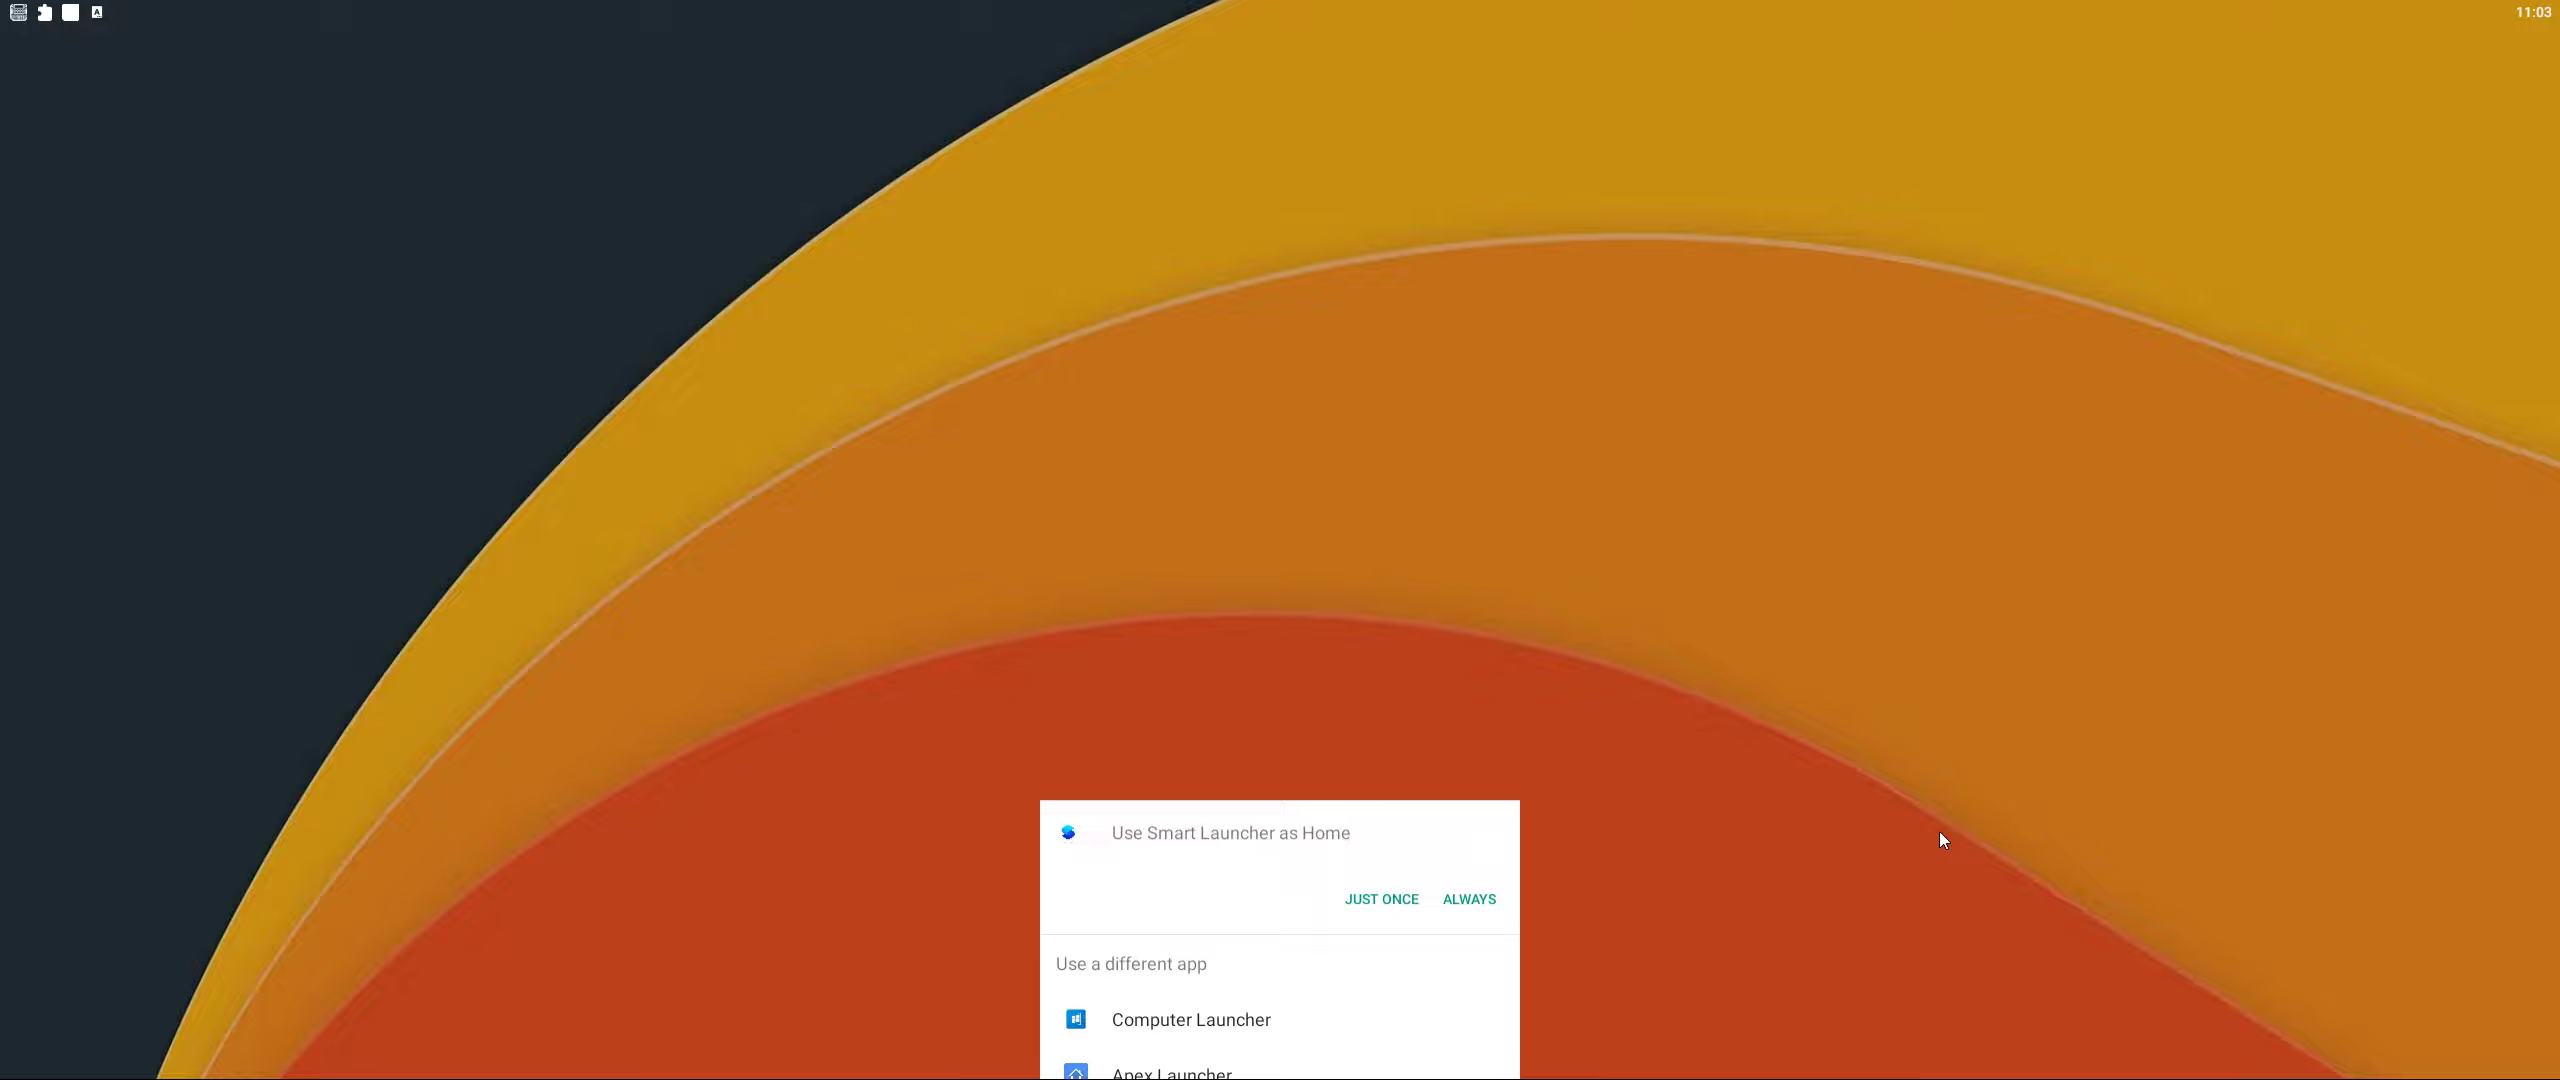 11:03
Use Smart Launcher as Home
JUST ONCE ALWAYS
Use a different app
Computer Launcher
Apex Launcher